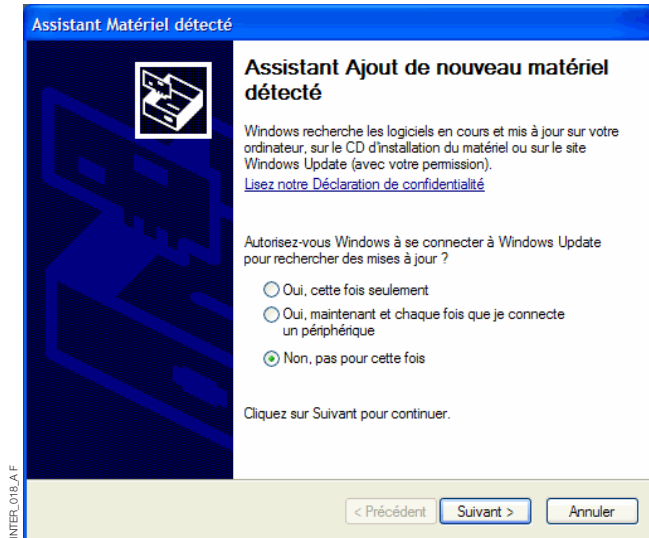 Assistant Matériel détecté
Assistant Ajout de nouveau matériel
détecté
Windows recherche les logiciels en cours et mis à jour sur votre
ordinateur, sur le CD d'installation du matériel ou sur le site
Windows Update (avec votre permission).
Lisez notre Déclaration de confidentialité
Autorisez-vous Windows à se connecter à Windows Update
pour rechercher des mises à jour ?
Oui, cette fois seulement
Oui, maintenant et chaque fois que je connecte
un périphérique
Non, pas pour cette fois
Cliquez sur Suivant pour continuer.
< Précédent
Suivant >
Annuler
INTER_018_A F